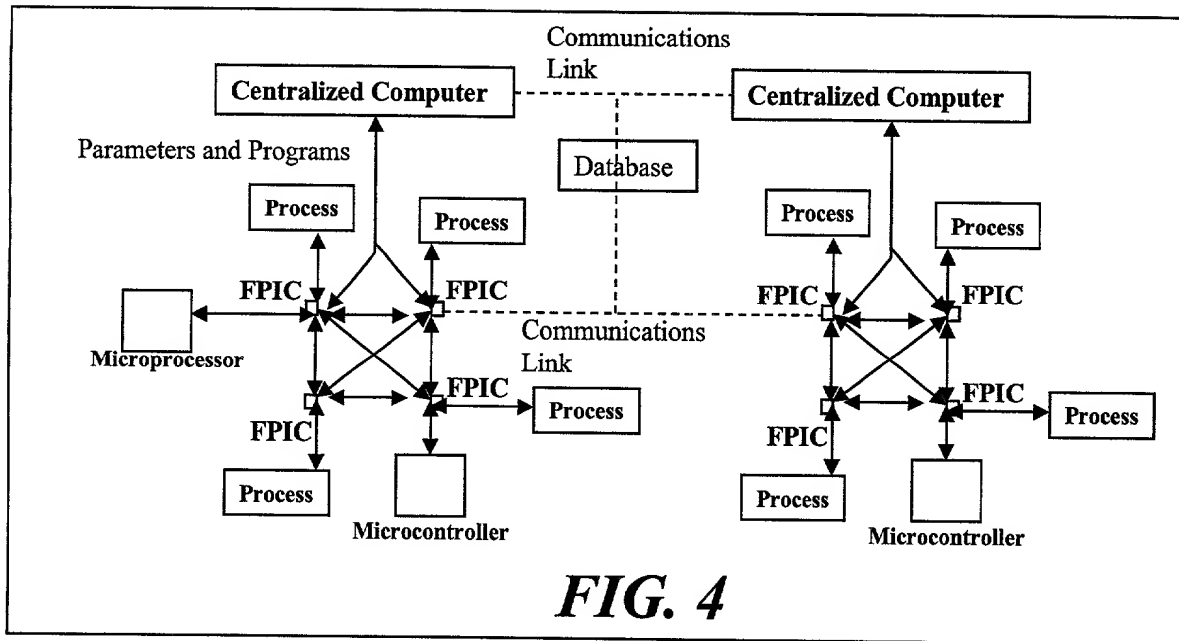 Communications
Link
Centralized Computer
Centralized Computer
Parameters and Programs
Database
Process
Process
Process
Process
FPIC
FPIC
FPIC
FPIC
Microprocessor
Communications
Link
FPIC
Process
FPIC
Process
FPIC
FPIC
Process
Process
Microcontroller
Microcontroller
FIG. 4